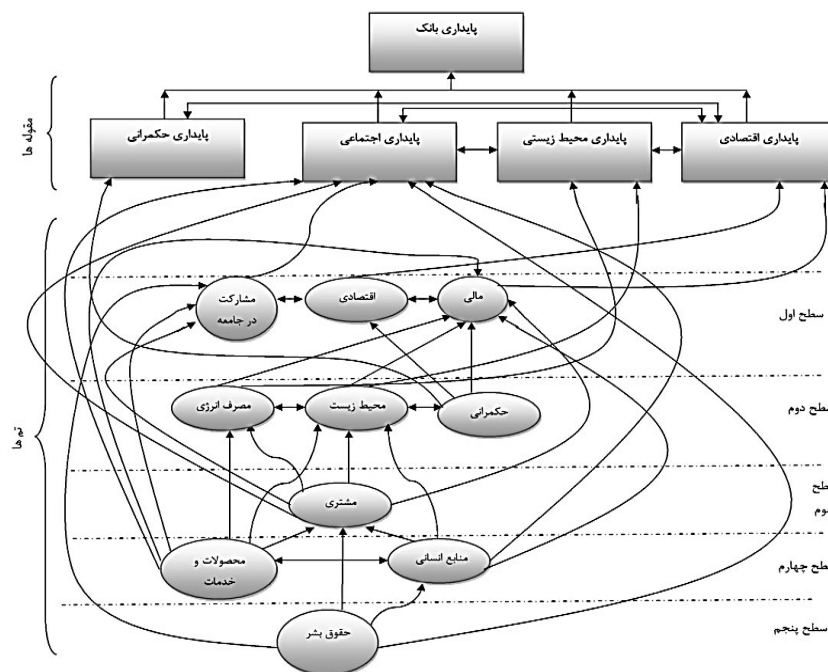 پایداری بانک
پایداری حکمرانی
پایداری اجتماعی
پایداری محیط زیستی
پایداری اقتصادی
مقوله ها
مشارکت
در جامعه
اقتصادی
مالی
سطح اول
مصرف انرژی
محیط زیست
حکمرانی
سطح دوم
تم ها
مشتری
سطح
وم
محصولات و
خدمات
منابع انسانی
طح چهارم
حقوق بشر
سطح پنجم